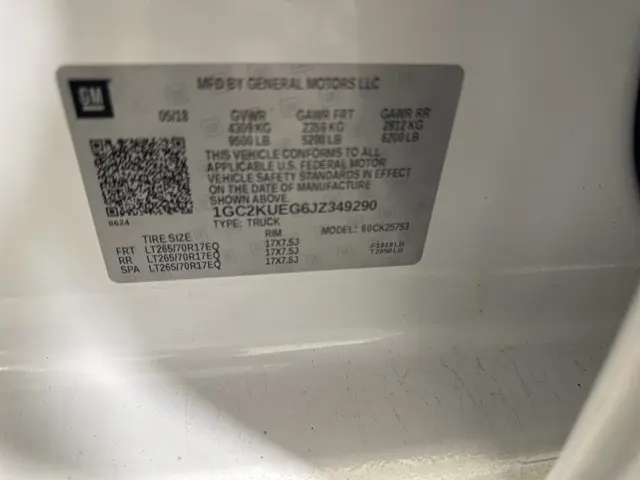 GM
MFD BY GENERAL MOTORS LLC
05/18 GVWR GAWR FRT GAWR RR
4309 KG 2359 KG 2812 KG
9500 LB 5200 LB 6200 LB
THIS VEHICLE CONFORMS TO ALL
APPLICABLE U.S. FEDERAL MOTOR
VEHICLE SAFETY STANDARDS IN EFFECT
ON THE DATE OF MANUFACTURE
SHOWN ABOVE.
1GC2KUEG6JZ349290
0624 TYPE: TRUCK MODEL:
TIRE SIZE RIM
FRT LT265/70R17EQ 17X7.5J
RR LT265/70R17EQ 17X7.5J
SPA LT265/70R17EQ 17X7.5J